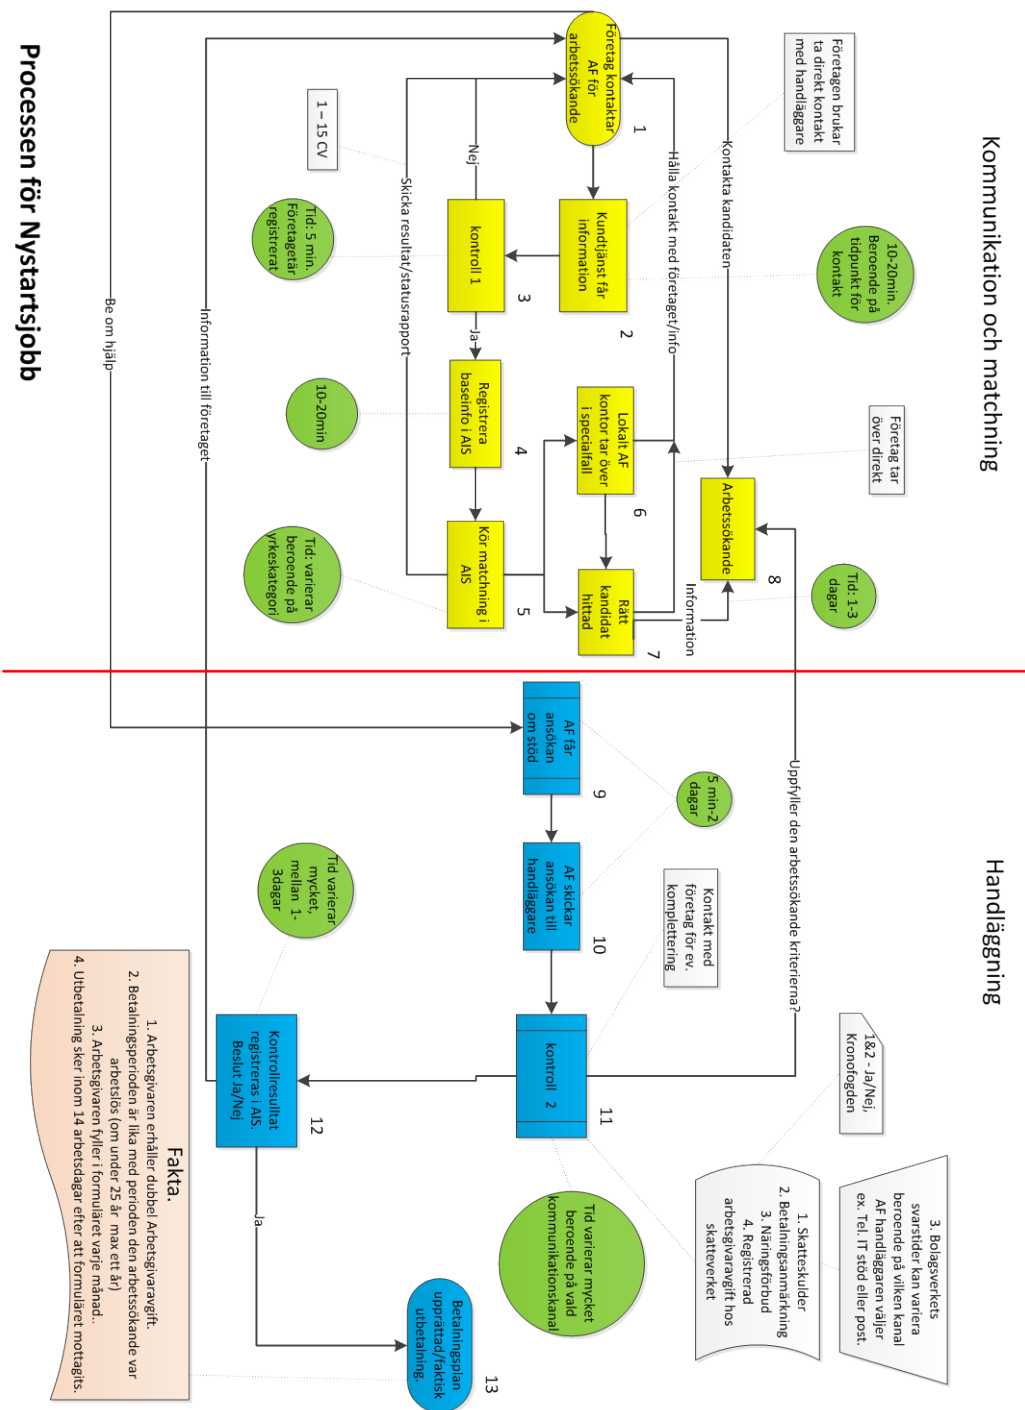 Processen för Nystartsjobb
Kommunikation och matchning
Handläggning
Företagen brukar
ta direkt kontakt
med handläggare
10-20min.
Beroende på
tidpunkt för
kontakt
Företag tar
över direkt
Tid: 1-3
dagar
Kontakta kandidaten
Arbetssökande
8
Information
Hålla kontakt med företaget/info
Företag kontaktar
AF för
arbetssökande
1
Kundtjänst får
information
2
Lokalt AF
kontor tar över
i specialfall
6
Rätt
kandidat
hittad
7
Nej
kontroll 1
3
Ja
Registrera
baseinfo i AIS
4
Kör matchning i
AIS
5
1 – 15 CV
Skicka resultat/statusrapport
Tid: 5 min.
Företagetär
registrerat
10-20min
Tid: varierar
beroende på
yrkeskategori
Information till företaget
Be om hjälp
Uppfyller den arbetssökande kriterierna?
1&2 - Ja/Nej,
Kronofogden
3. Bolagsverkets
svarstider kan variera
beroende på vilken kanal
AF handläggaren väljer
ex. Tel. IT stöd eller post.
1. Skatteskulder
2. Betalningsanmärkning
3. Näringsförbud
4. Registrerad
arbetsgivaravgift hos
skatteverket
5 min-2
dagar
Kontakt med
företag för ev.
komplettering
AF får
ansökan
om stöd
9
AF skickar
ansökan till
handläggare
10
kontroll 2
11
Tid varierar mycket
beroende på vald
kommunikationskanal
Tid varierar
mycket,
mellan 1-
3dagar
Kontrollresulltat
registreras i AIS.
Beslut Ja/Nej
12
Ja
Betalningsplan
upprättad/faktisk
utbetalning.
13
Fakta.
1. Arbetsgivaren erhåller dubbel Arbetsgivaravgift.
2. Betalningsperioden är lika med perioden den arbetssökande var
arbetslös (om under 25 år max ett år)
3. Arbetsgivaren fyller i formuläret varje månad..
4. Utbetalning sker inom 14 arbetsdagar efter att formuläret mottagits.